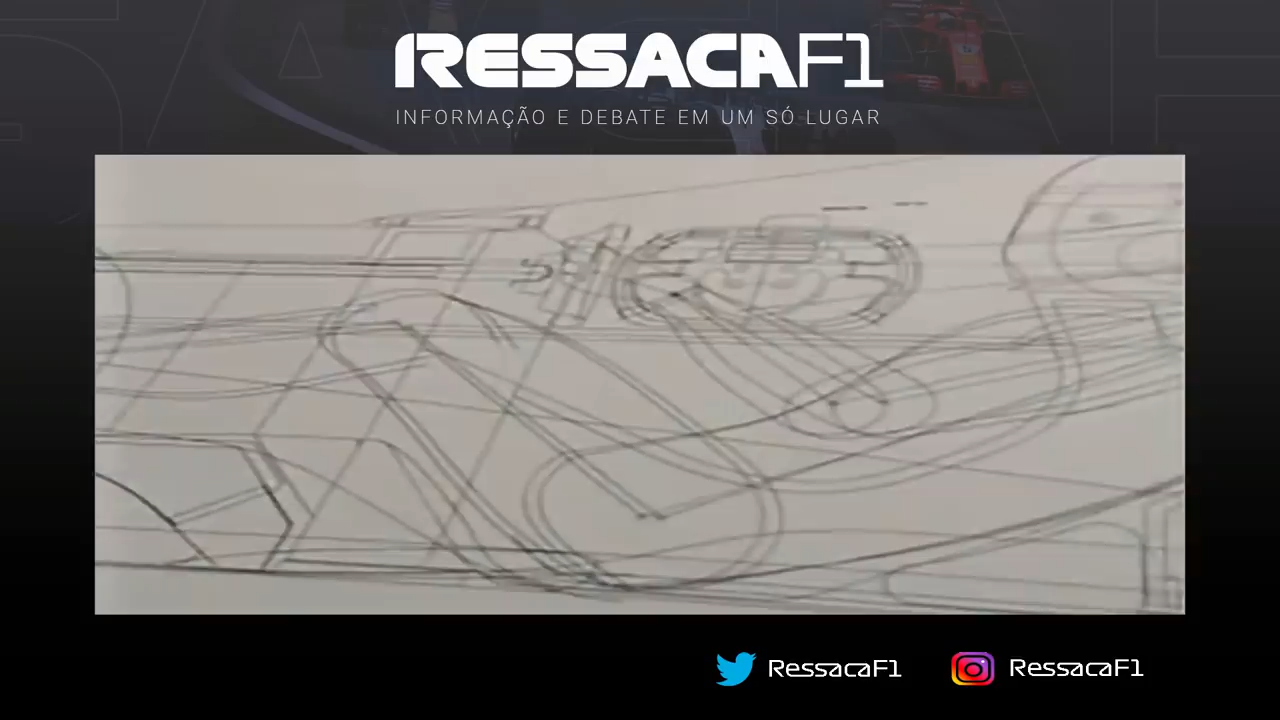 RESSACAF1
INFORMAÇÃO E DEBATE EM UM SÓ LUGAR
RessacaF1 RessacaF1